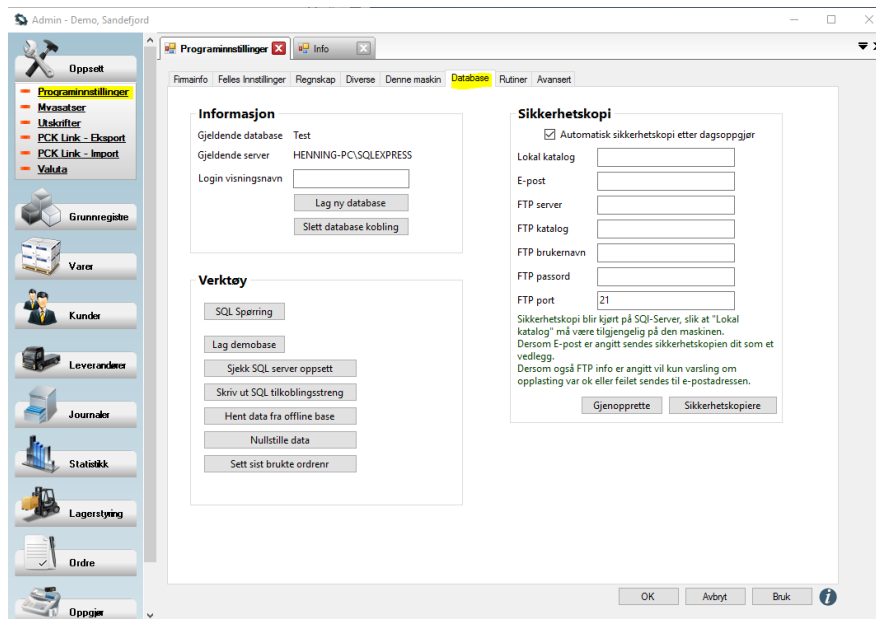 Admin - Demo, Sandefjord
Oppsett
Programinnstillinger
Mvasatser
Utskrifter
PCK Link - Eksport
PCK Link - Import
Valuta
Grunnregistre
Varer
Kunder
Leverandører
Journaler
Statistikk
Lagerstyring
Ordre
Oppgjør
Programinnstillinger
Info
Firmainfo Felles Innstillinger Regnskap Diverse Denne maskin Database Rutiner Avansert
Informasjon
Gjeldende database Test
Gjeldende server HENNING-PC\SQLEXPRESS
Login visningsnavn
Lag ny database
Slett database kobling
Verktøy
SQL Spørring
Lag demobase
Sjekk SQL server oppsett
Skriv ut SQL tilkoblingsstreng
Hent data fra offline base
Nullstille data
Sett sist brukte ordrenr
Sikkerhetskopi
Automatisk sikkerhetskopi etter dagsoppgjør
Lokal katalog
E-post
FTP server
FTP katalog
FTP brukernavn
FTP passord
FTP port 21
Sikkerhetskopi blir kjørt på SQl-Server, slik at "Lokal
katalog" må være tilgjengelig på den maskinen.
Dersom E-post er angitt sendes sikkerhetskopien dit som et
vedlegg.
Dersom også FTP info er angitt vil kun varsling om
opplasting var ok eller feilet sendes til e-postadressen.
Gjenopprette Sikkerhetskopiere
OK Avbryt Bruk